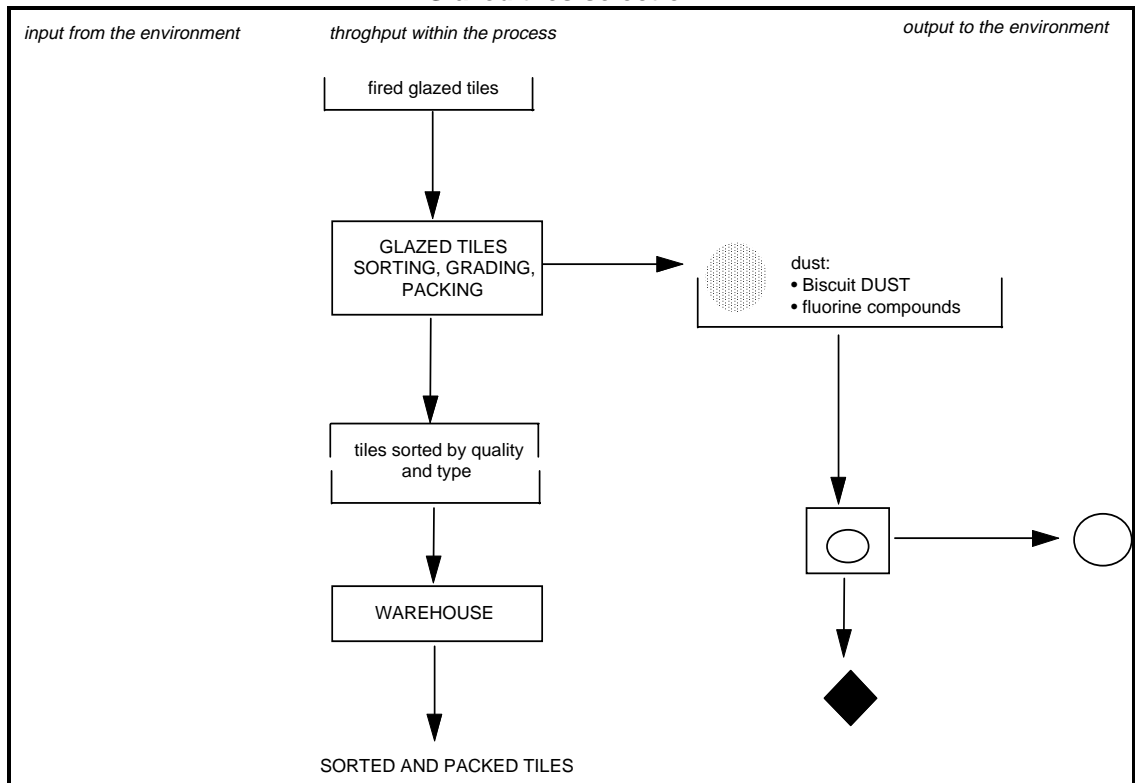 input from the environment
throghput within the process
output to the environment
fired glazed tiles
GLAZED TILES
SORTING, GRADING,
PACKING
dust:
• Biscuit DUST
• fluorine compounds
tiles sorted by quality
and type
WAREHOUSE
SORTED AND PACKED TILES